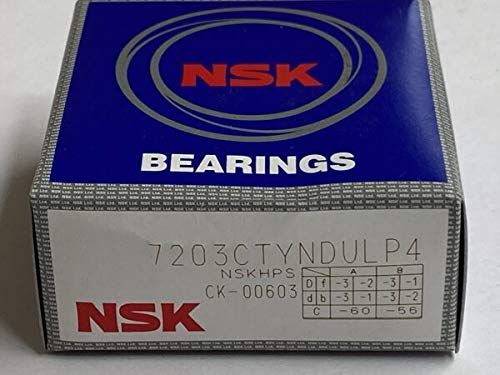 NSK
BEARINGS
7203CTYNDULP4
NSKHPS
CK-00603
NSK
A B
D f -3 -2 -3 -1
d b -3 -1 -3 -2
C -60 -56